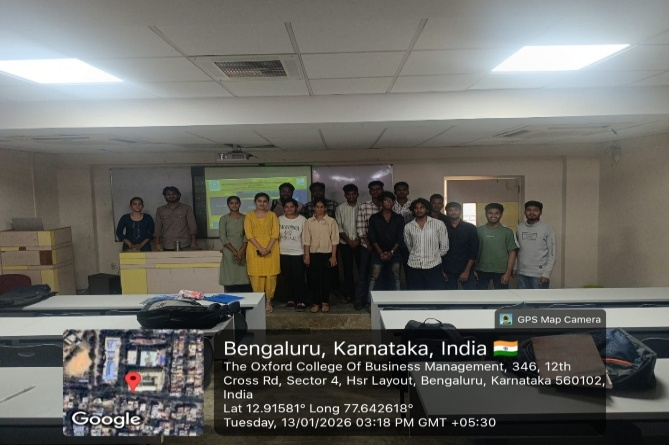 GPS Map Camera
Bengaluru, Karnataka, India
The Oxford College Of Business Management, 346, 12th
Cross Rd, Sector 4, Hsr Layout, Bengaluru, Karnataka 560102,
India
Lat 12.91581° Long 77.642618°
Tuesday, 13/01/2026 03:18 PM GMT +05:30
Google